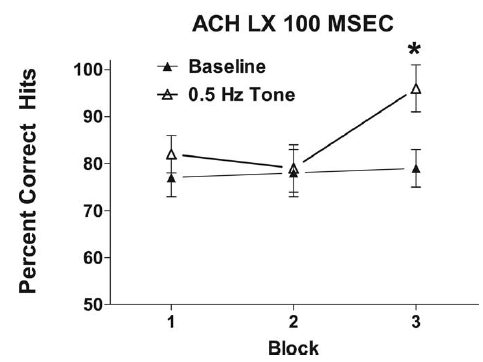 ACH LX 100 MSEC
*
Baseline
0.5 Hz Tone
Percent Correct Hits
100
90
80
70
60
50
1 2 3
Block